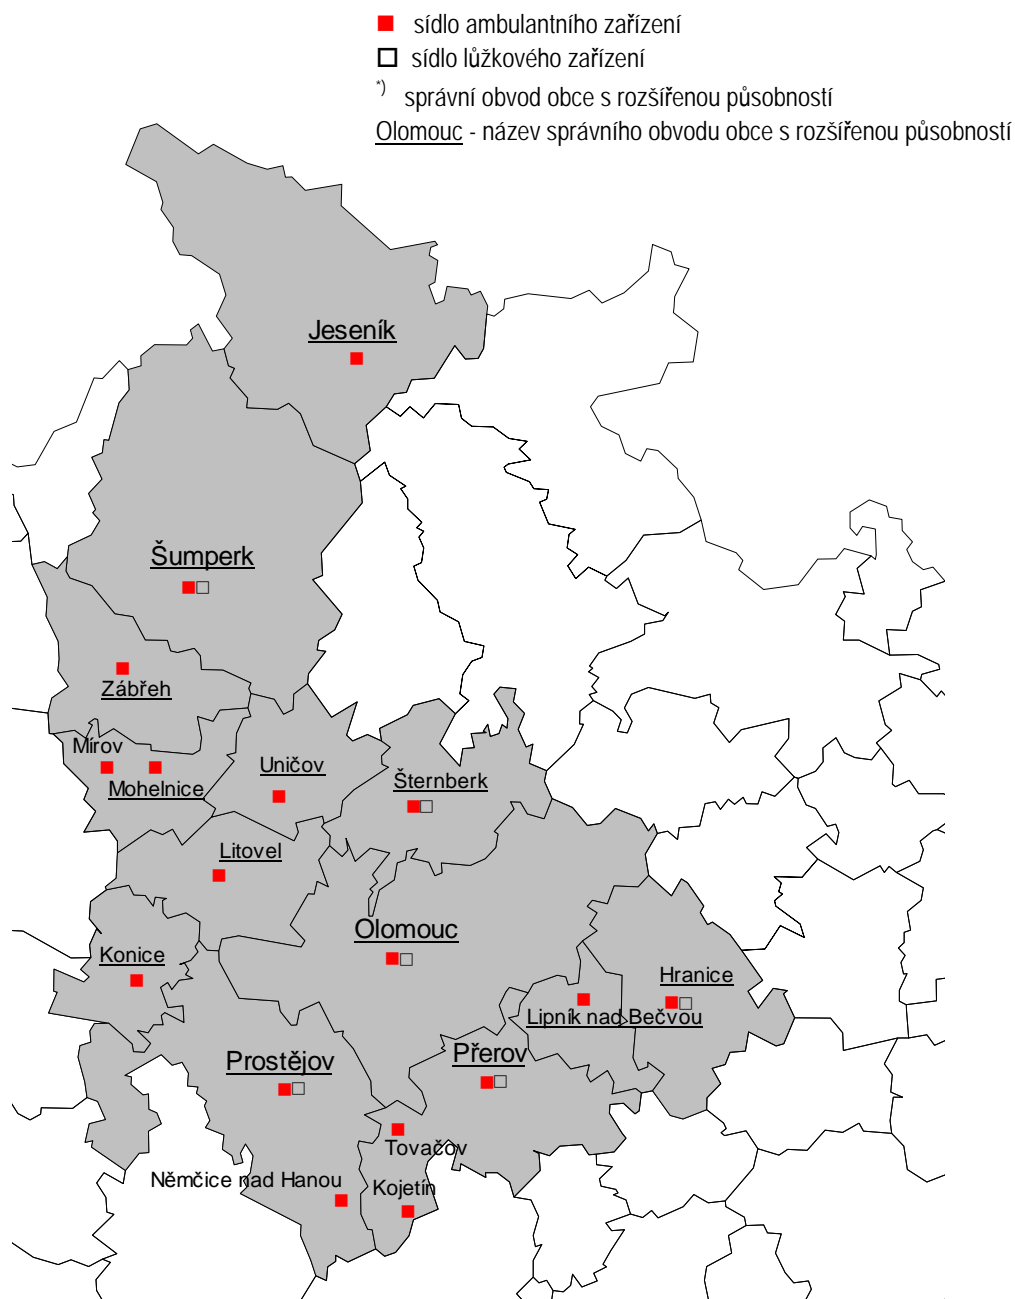 sídlo ambulantního zařízení
sídlo lůžkového zařízení
*) správní obvod obce s rozšířenou působností
Olomouc - název správního obvodu obce s rozšířenou působností
Jeseník
Šumperk
Zábřeh
Mírov
Mohelnice
Uničov
Šternberk
Litovel
Olomouc
Konice
Hranice
Lipník nad Bečvou
Prostějov
Přerov
Tovačov
Němčice nad Hanou
Kojetín